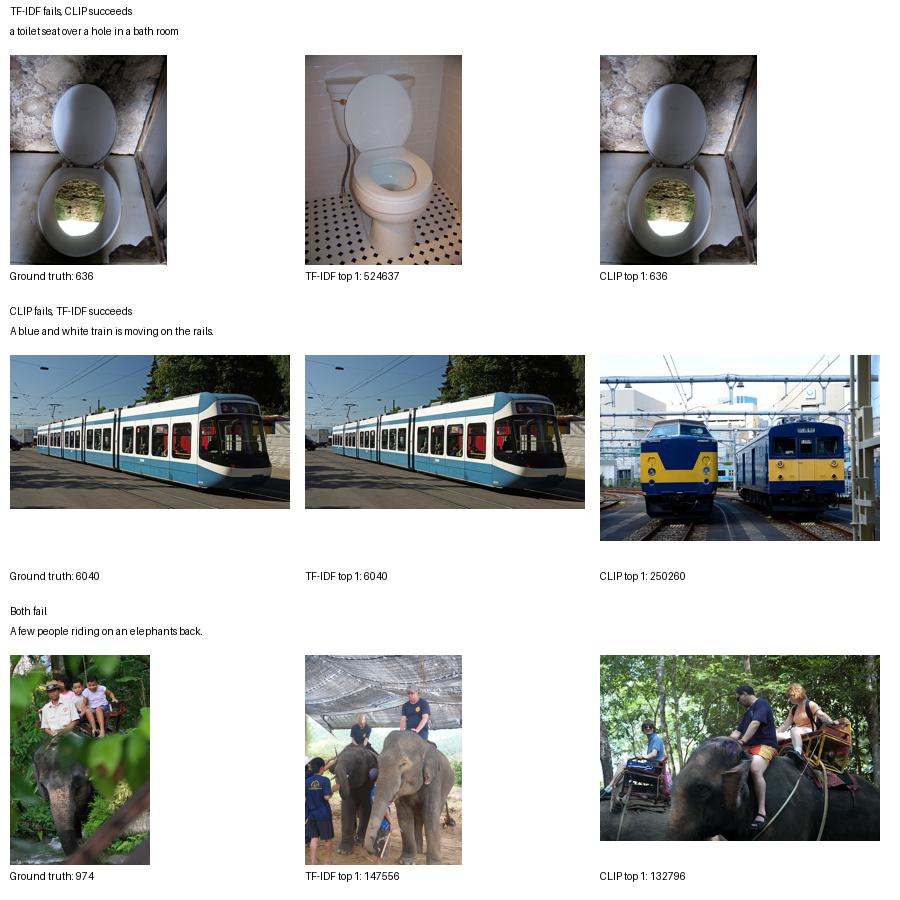 TF-IDF fails, CLIP succeeds
a toilet seat over a hole in a bath room
Ground truth: 636
TF-IDF top 1: 524637
CLIP top 1: 636
CLIP fails, TF-IDF succeeds
A blue and white train is moving on the rails.
Ground truth: 6040
TF-IDF top 1: 6040
CLIP top 1: 250260
Both fail
A few people riding on an elephants back.
Ground truth: 974
TF-IDF top 1: 147556
CLIP top 1: 132796